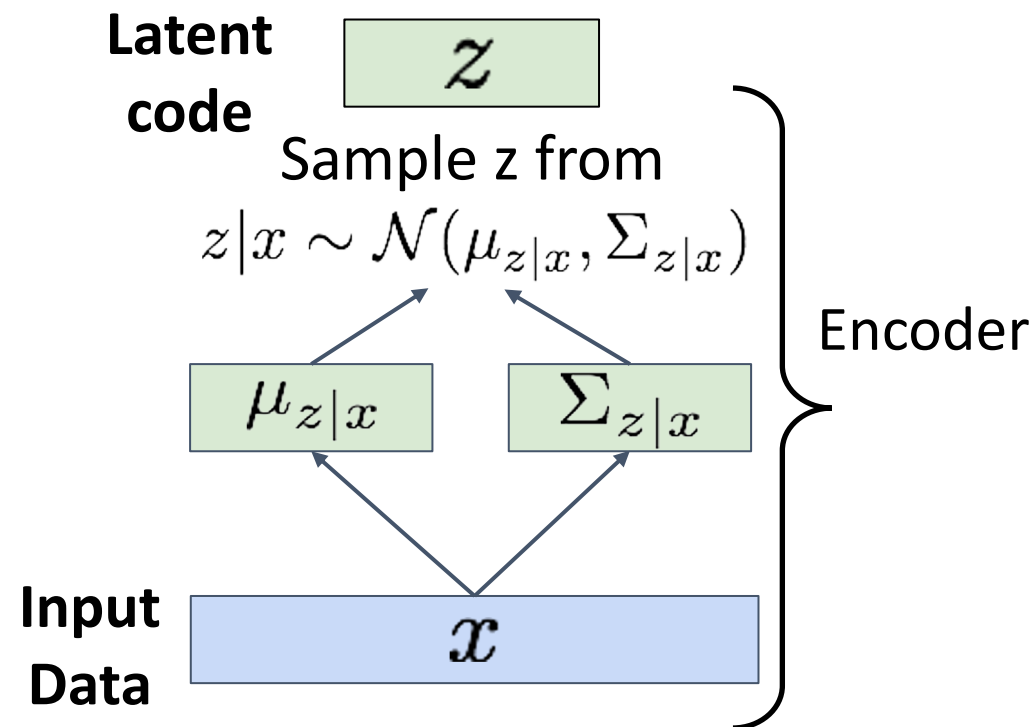 Latent
code
z
Sample z from
z|x ∼ 𝒩(μ_{z|x}, Σ_{z|x})
Encoder
μ_{z|x}
Σ_{z|x}
Input
Data
x